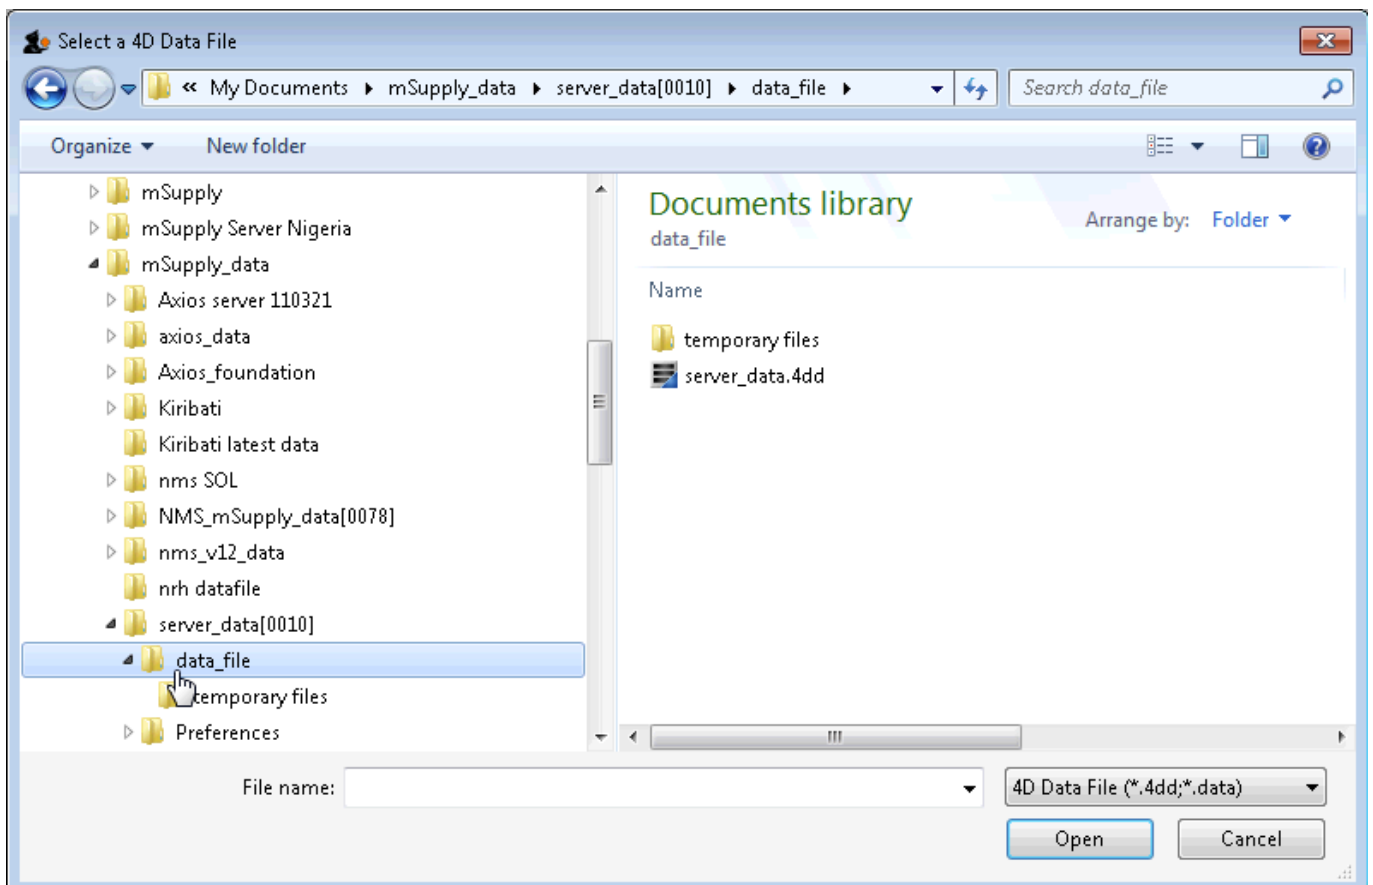 Select a 4D Data File
« My Documents mSupply_data server_data[0010] data_file Search data_file
Organize New folder
mSupply
mSupply Server Nigeria
mSupply_data
Axios server 110321
axios_data
Axios_foundation
Kiribati
Kiribati latest data
nms SOL
NMS_mSupply_data[0078]
nms_v12_data
nrh datafile
server_data[0010]
data_file
temporary files
Preferences
Documents library
data_file
Arrange by: Folder
Name
temporary files
server_data.4dd
File name: 4D Data File (*.4dd;*.data)
Open Cancel